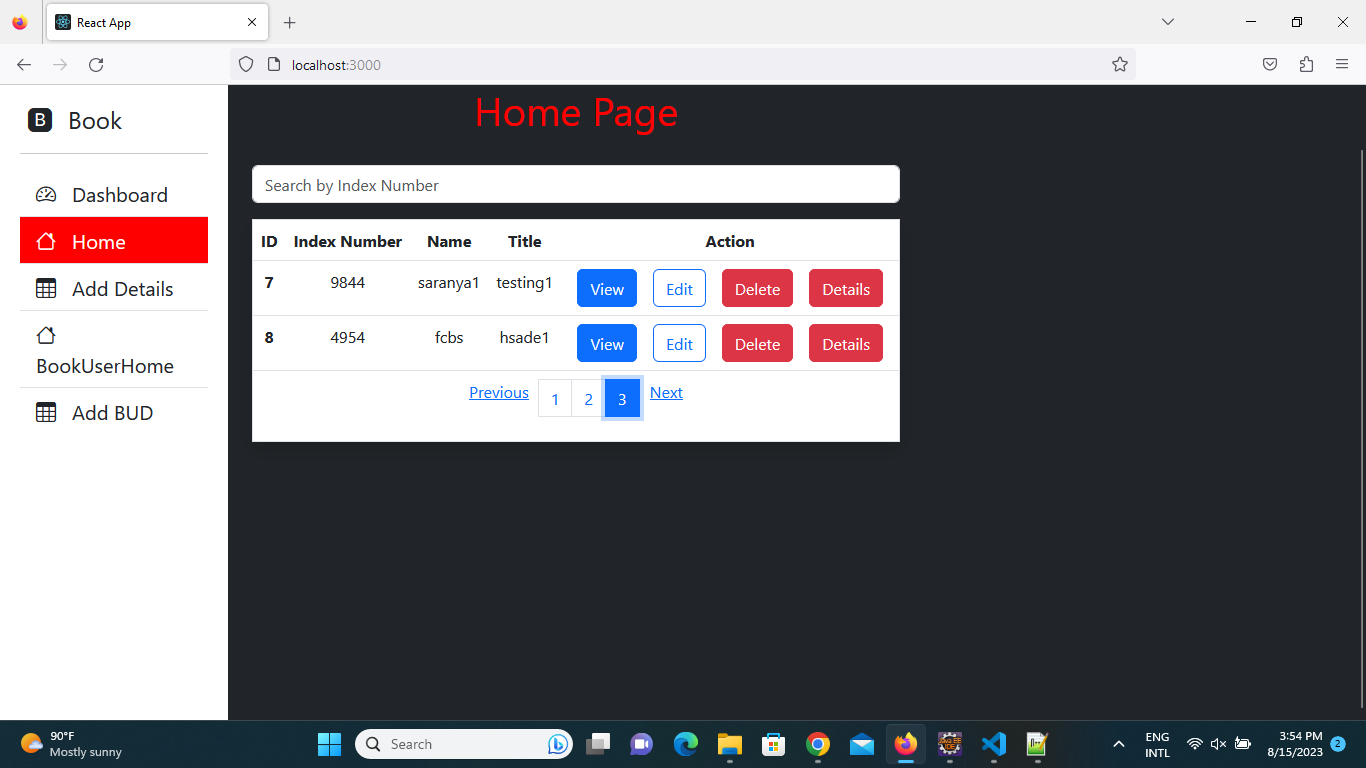 React App
localhost:3000
B Book
Dashboard
Home
Add Details
BookUserHome
Add BUD
Home Page
Search by Index Number
ID Index Number Name Title Action
7 9844 saranya1 testing1 View Edit Delete Details
8 4954 fcbs hsade1 View Edit Delete Details
Previous 1 2 3 Next
90°F
Mostly sunny
Search
Java EE
IDE
ENG
INTL
3:54 PM
8/15/2023
2